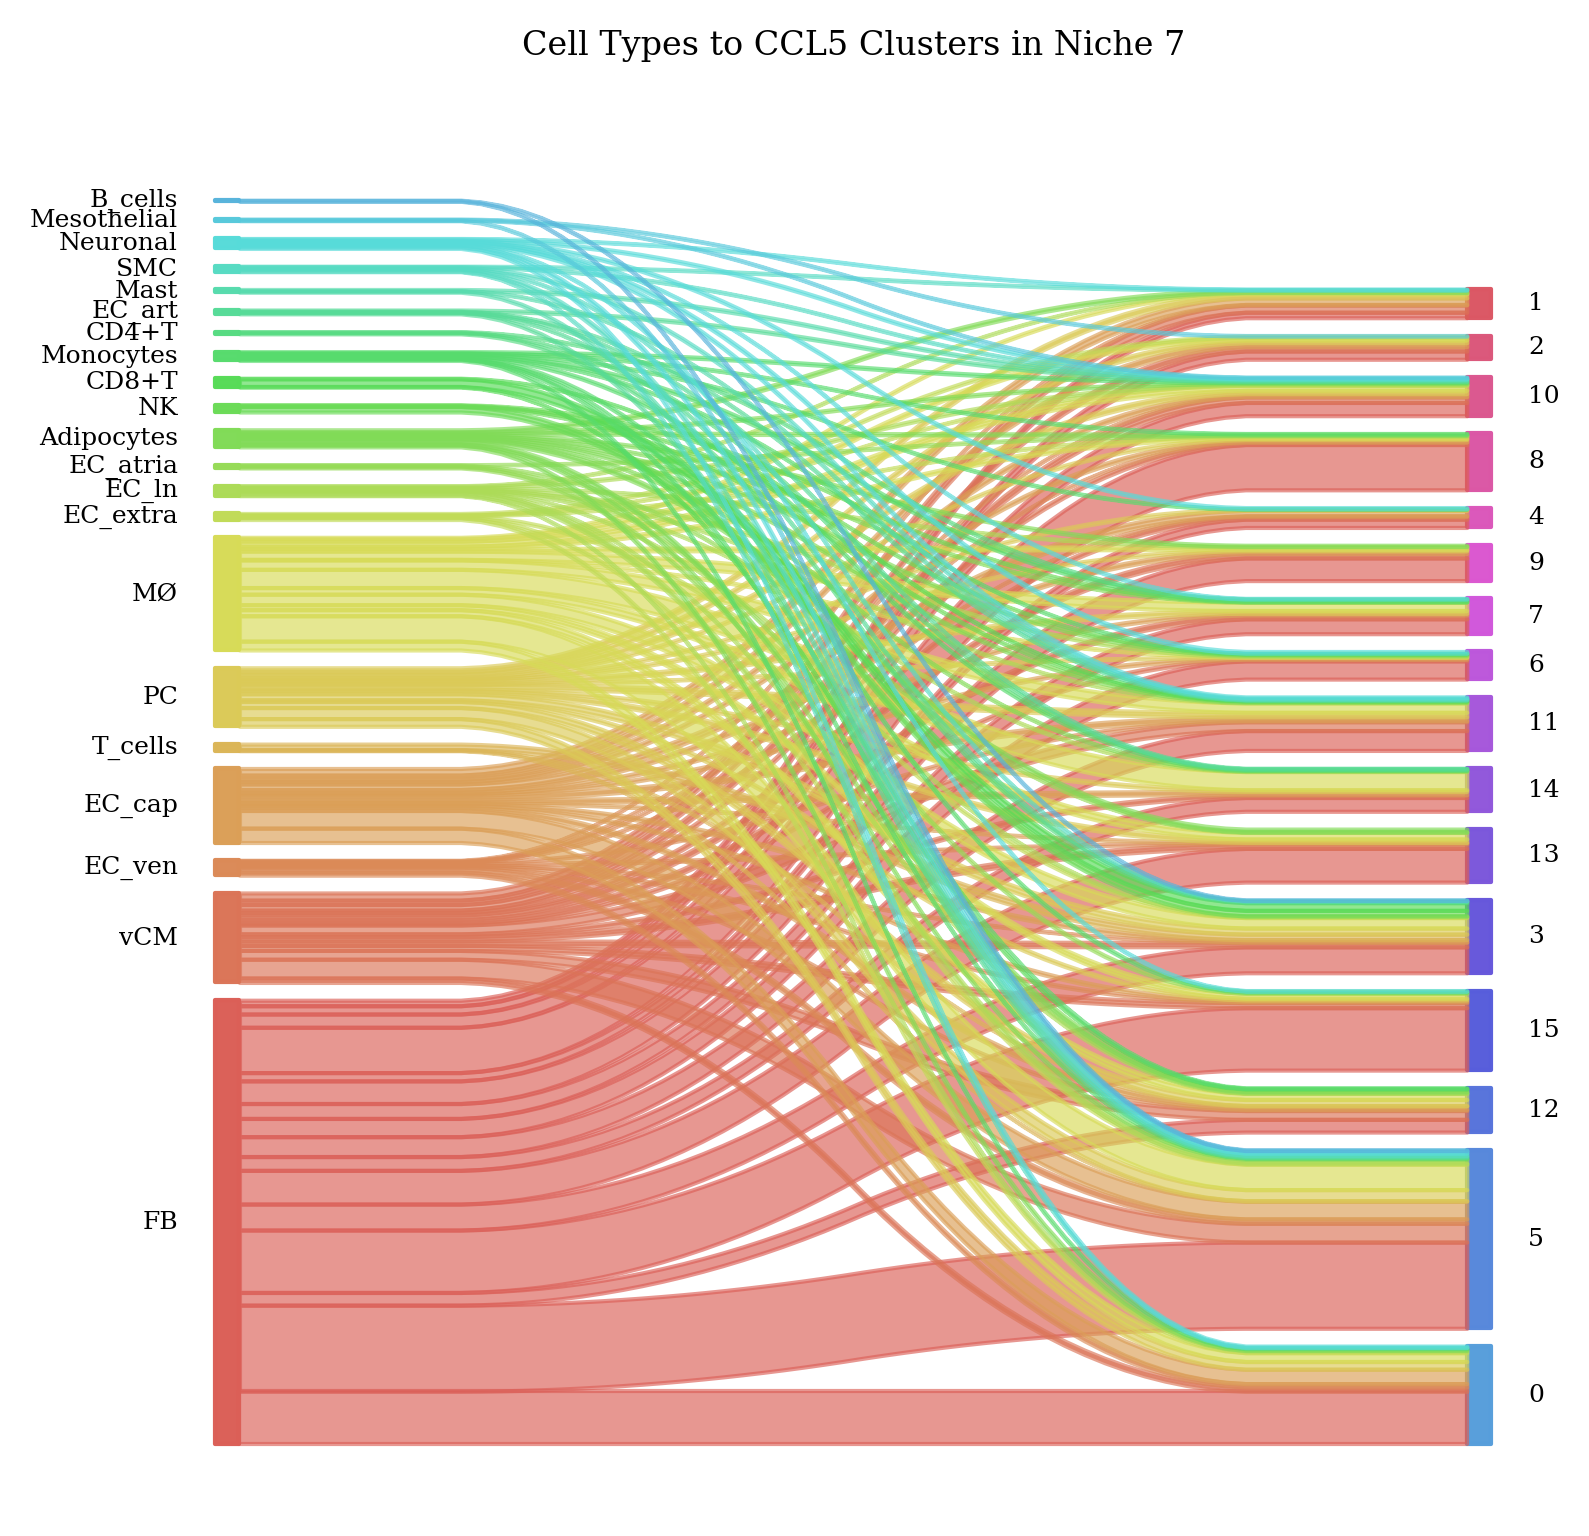 Cell Types to CCL5 Clusters in Niche 7
B_cells
Mesothelial
Neuronal
SMC
Mast
EC_art
CD4+T
Monocytes
CD8+T
NK
Adipocytes
EC_atria
EC_ln
EC_extra
MØ
PC
T_cells
EC_cap
EC_ven
vCM
FB
1
2
10
8
4
9
7
6
11
14
13
3
15
12
5
0